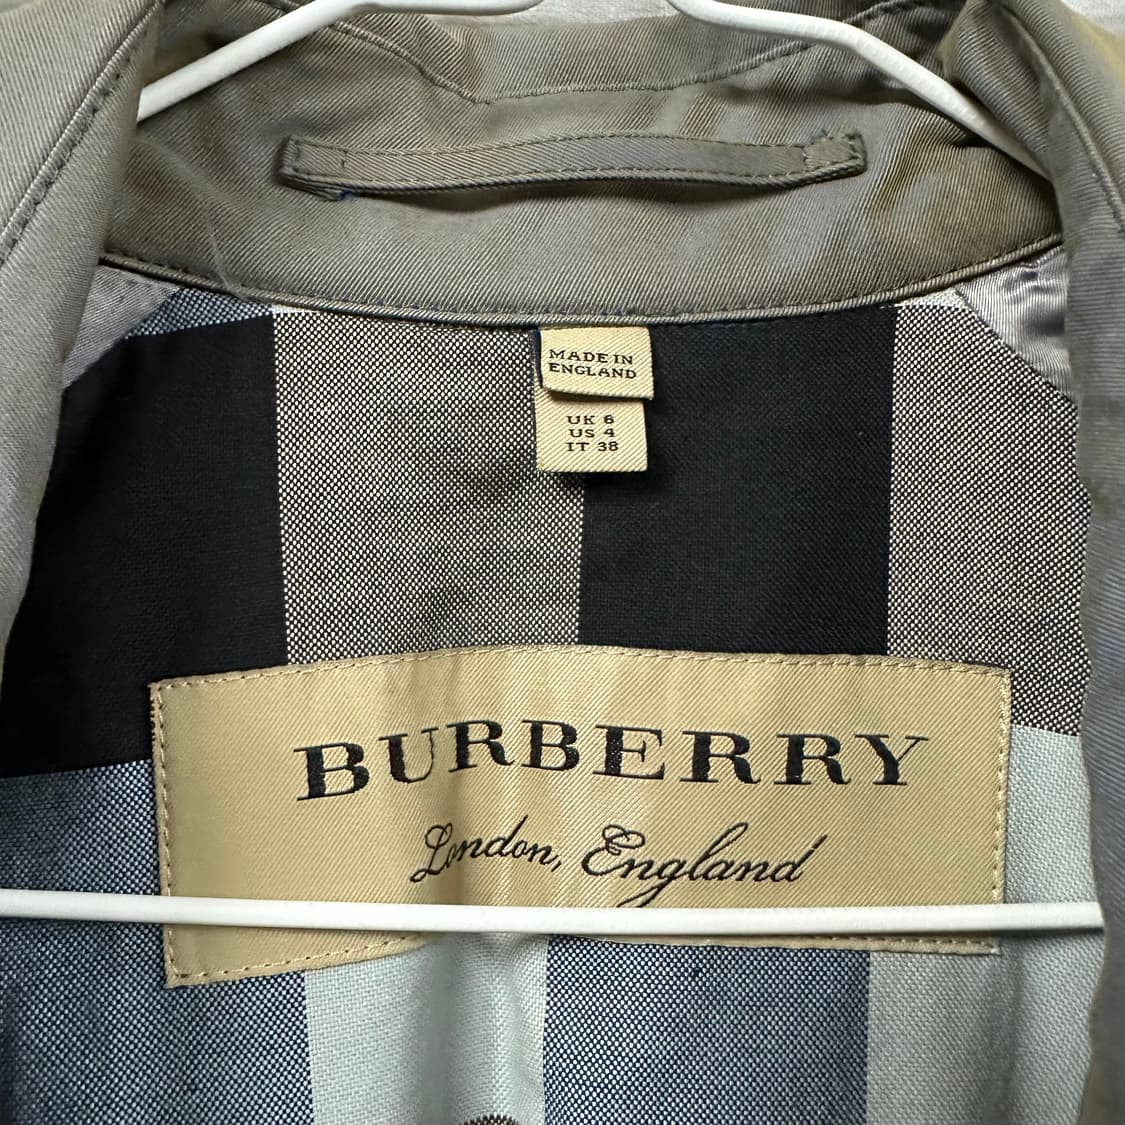 MADE IN
ENGLAND
UK 6
US 4
IT 38
BURBERRY
London, England